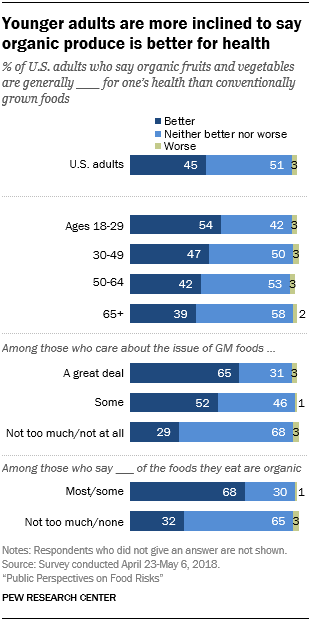 Younger adults are more inclined to say
organic produce is better for health
% of U.S. adults who say organic fruits and vegetables
are generally ____ for one's health than conventionally
grown foods
Better
Neither better nor worse
Worse
U.S. adults 45 51 3
Ages 18-29 54 42 3
30-49 47 50 3
50-64 42 53 3
65+ 39 58 2
Among those who care about the issue of GM foods ...
A great deal 65 31 3
Some 52 46 1
Not too much/not at all 29 68 3
Among those who say ___ of the foods they eat are organic
Most/some 68 30 1
Not too much/none 32 65 3
Notes: Respondents who did not give an answer are not shown.
Source: Survey conducted April 23-May 6, 2018.
“Public Perspectives on Food Risks”
PEW RESEARCH CENTER